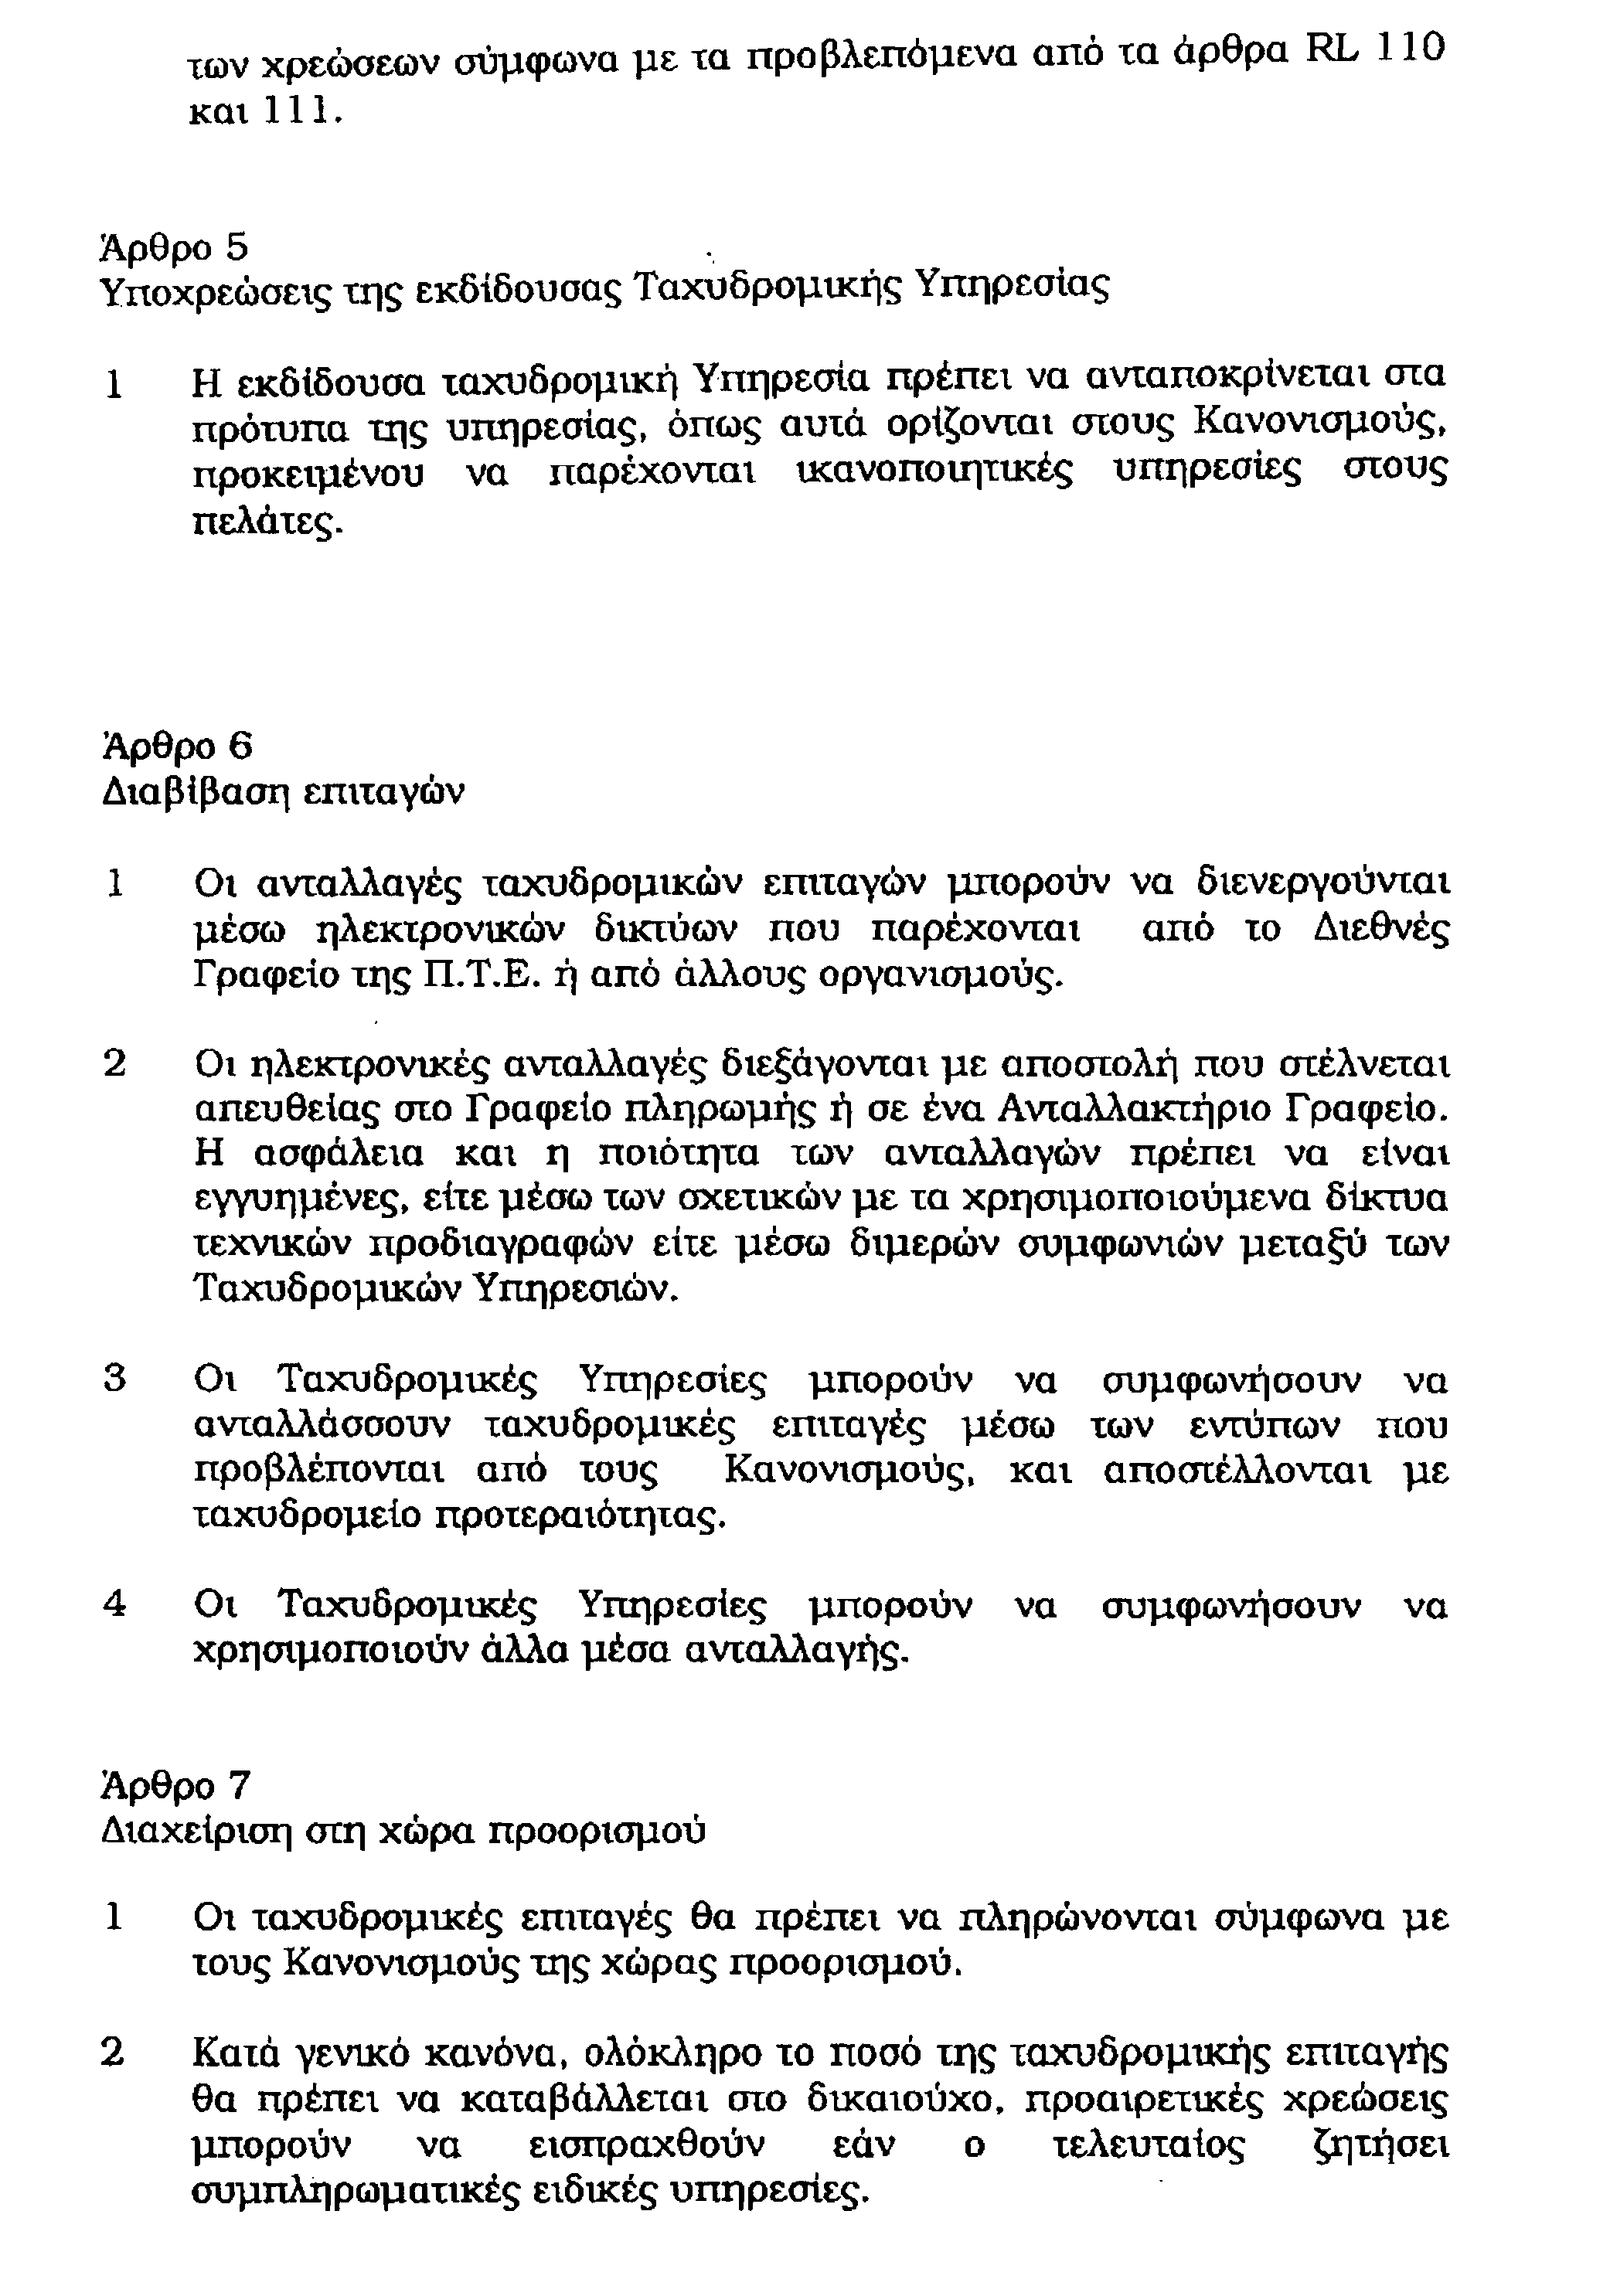 των χρεώσεων σύμφωνα με τα προβλεπόμενα από τα άρθρα RL 110
και 111.
Άρθρο 5
Υποχρεώσεις της εκδίδουσας Ταχυδρομικής Υπηρεσίας
1 Η εκδίδουσα ταχυδρομική Υπηρεσία πρέπει να ανταποκρίνεται στα
πρότυπα της υπηρεσίας, όπως αυτά ορίζονται στους Κανονισμούς,
προκειμένου να παρέχονται ικανοποιητικές υπηρεσίες στους
πελάτες.
Άρθρο 6
Διαβίβαση επιταγών
1 Οι ανταλλαγές ταχυδρομικών επιταγών μπορούν να διενεργούνται
μέσω ηλεκτρονικών δικτύων που παρέχονται από το Διεθνές
Γραφείο της Π.Τ.Ε. ή από άλλους οργανισμούς.
2 Οι ηλεκτρονικές ανταλλαγές διεξάγονται με αποστολή που στέλνεται
απευθείας στο Γραφείο πληρωμής ή σε ένα Ανταλλακτήριο Γραφείο.
Η ασφάλεια και η ποιότητα των ανταλλαγών πρέπει να είναι
εγγυημένες, είτε μέσω των σχετικών με τα χρησιμοποιούμενα δίκτυα
τεχνικών προδιαγραφών είτε μέσω διμερών συμφωνιών μεταξύ των
Ταχυδρομικών Υπηρεσιών.
3 Οι Ταχυδρομικές Υπηρεσίες μπορούν να συμφωνήσουν να
ανταλλάσσουν ταχυδρομικές επιταγές μέσω των εντύπων που
προβλέπονται από τους Κανονισμούς, και αποστέλλονται με
ταχυδρομείο προτεραιότητας.
4 Οι Ταχυδρομικές Υπηρεσίες μπορούν να συμφωνήσουν να
χρησιμοποιούν άλλα μέσα ανταλλαγής.
Άρθρο 7
Διαχείριση στη χώρα προορισμού
1 Οι ταχυδρομικές επιταγές θα πρέπει να πληρώνονται σύμφωνα με
τους Κανονισμούς της χώρας προορισμού.
2 Κατά γενικό κανόνα, ολόκληρο το ποσό της ταχυδρομικής επιταγής
θα πρέπει να καταβάλλεται στο δικαιούχο, προαιρετικές χρεώσεις
μπορούν να εισπραχθούν εάν ο τελευταίος ζητήσει
συμπληρωματικές ειδικές υπηρεσίες.